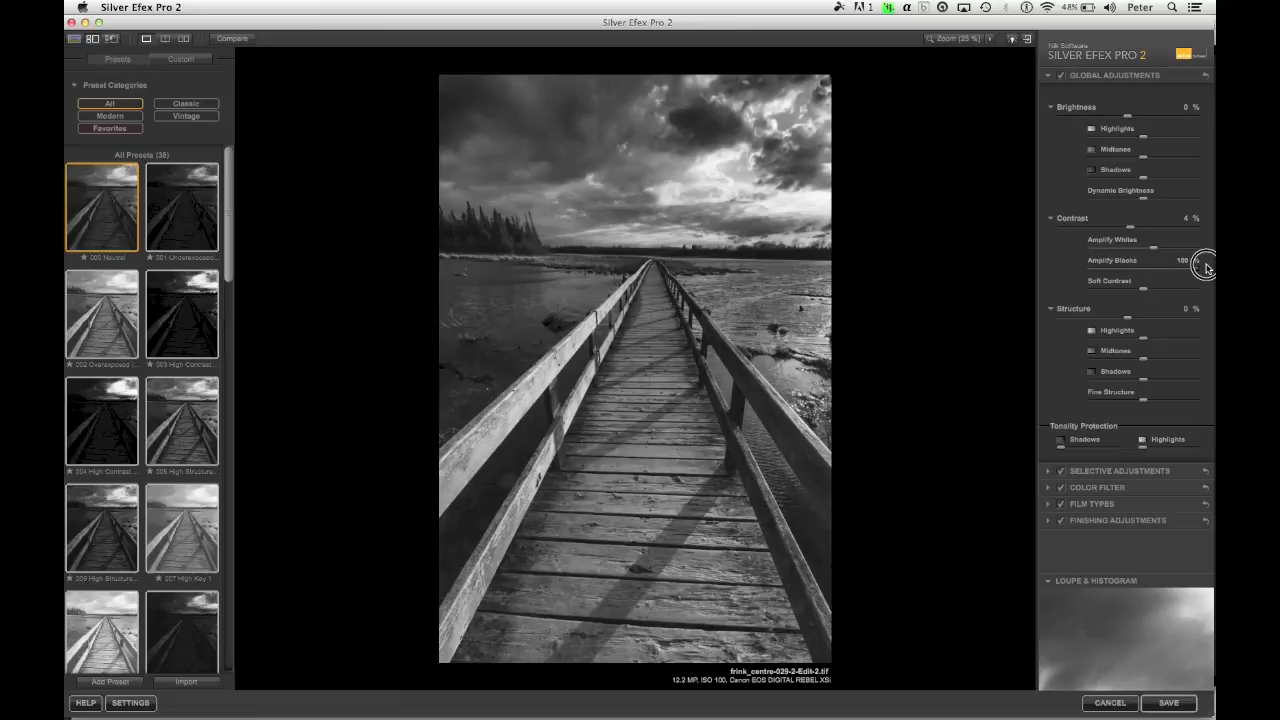 Silver Efex Pro 2
1
48%
Peter
Silver Efex Pro 2
Compare
Zoom (25 %)
Presets
Custom
Preset Categories
All
Classic
Modern
Vintage
Favorites
All Presets (38)
000 Neutral
001 Underexposed...
002 Overexposed (...
003 High Contrast...
004 High Contrast...
005 High Structure...
006 High Structure...
007 High Key 1
Add Preset
Import
HELP
SETTINGS
frink_centre-029-2-Edit-2.tif
12.2 MP, ISO 100, Canon EOS DIGITAL REBEL XSi
Nik Software
SILVER EFEX PRO 2
GLOBAL ADJUSTMENTS
Brightness 0 %
Highlights
Midtones
Shadows
Dynamic Brightness
Contrast 4 %
Amplify Whites
Amplify Blacks 100 %
Soft Contrast
Structure 0 %
Highlights
Midtones
Shadows
Fine Structure
Tonality Protection
Shadows
Highlights
SELECTIVE ADJUSTMENTS
COLOR FILTER
FILM TYPES
FINISHING ADJUSTMENTS
LOUPE & HISTOGRAM
CANCEL
SAVE